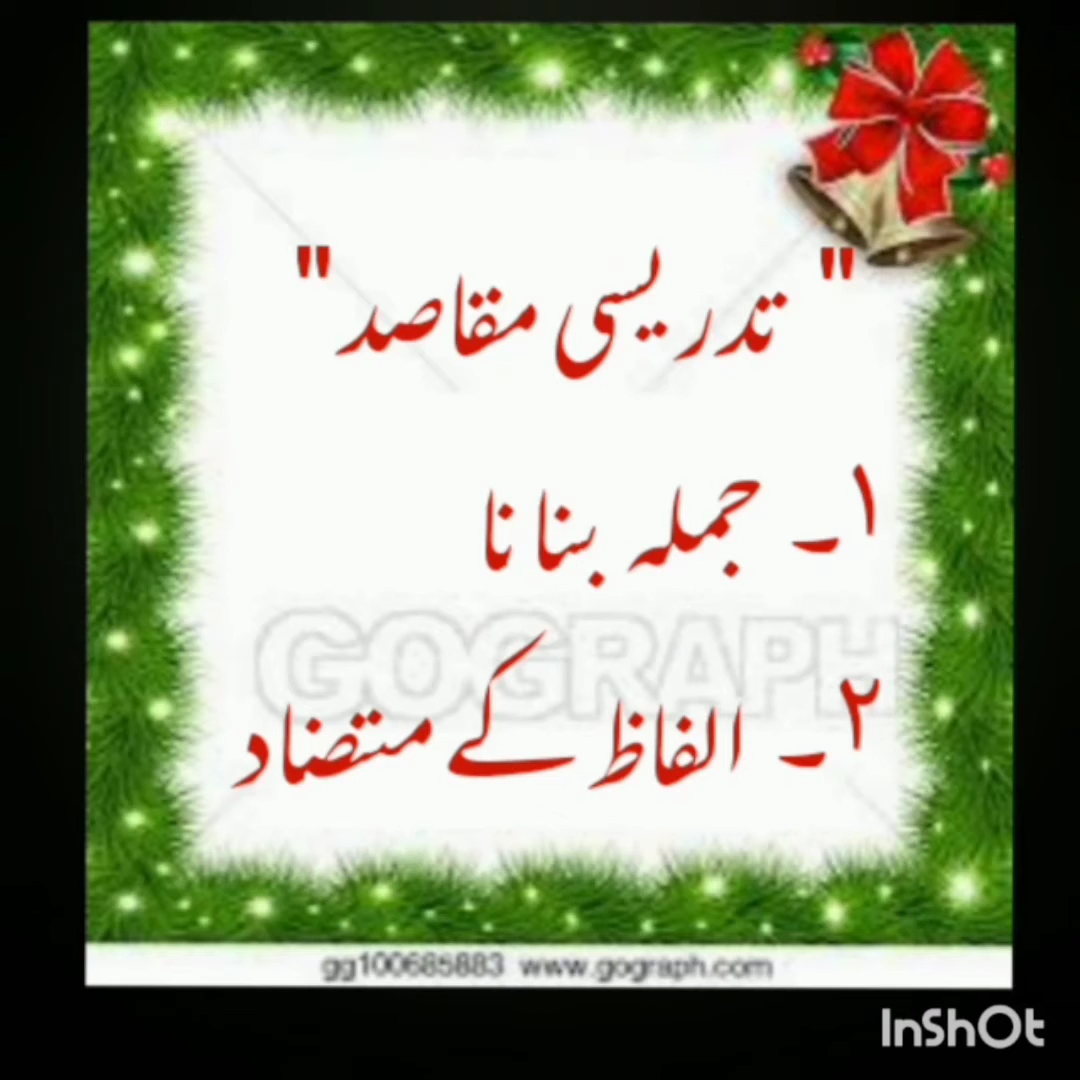 " تدریسی مقاصد "
۱۔ جملہ بنانا
GOGRAPH
۲۔ الفاظ کے متضاد
gg100685883 www.gograph.com
InShOt